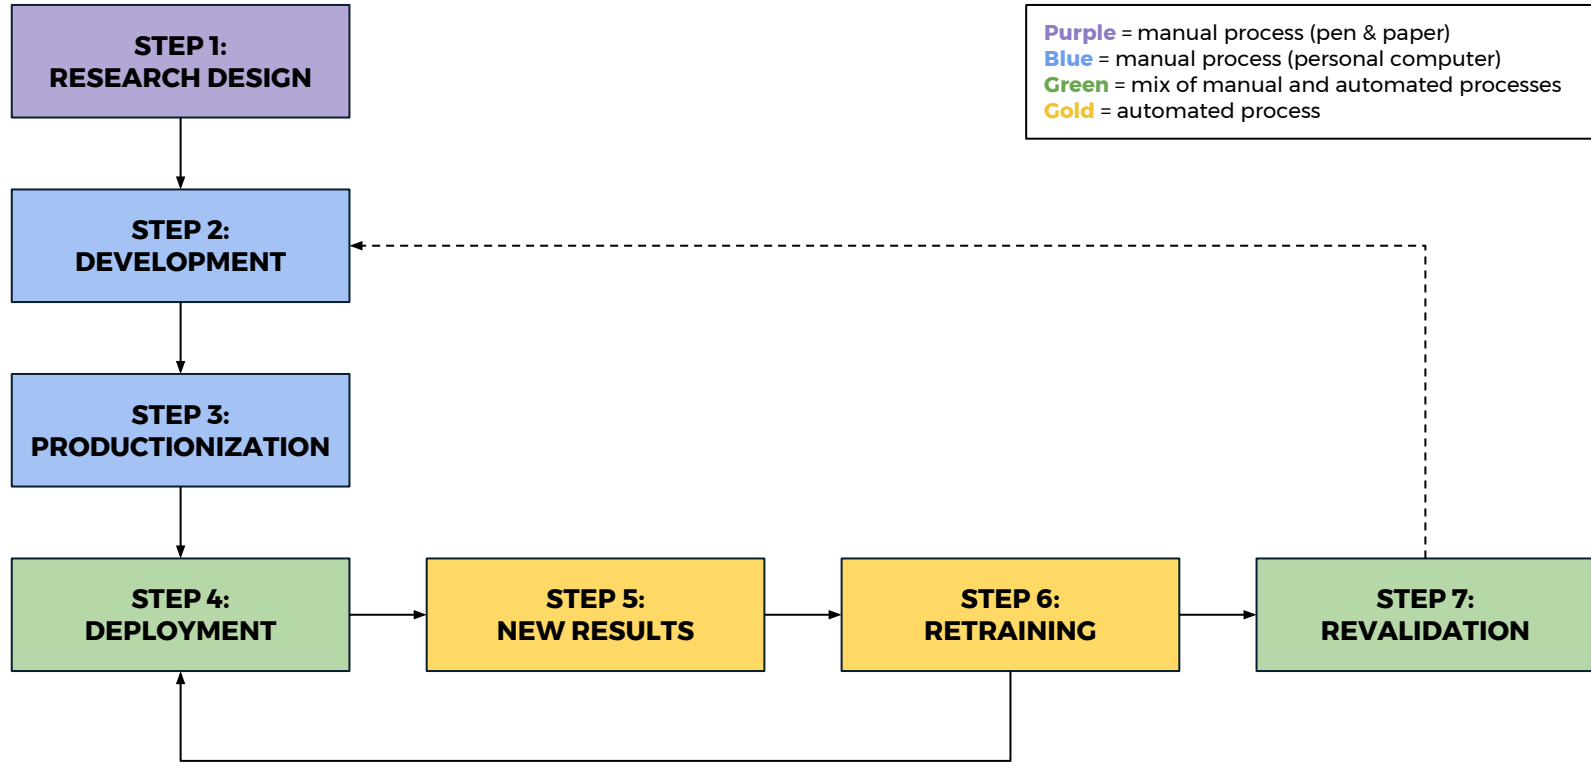 STEP 1:
RESEARCH DESIGN
Purple = manual process (pen & paper)
Blue = manual process (personal computer)
Green = mix of manual and automated processes
Gold = automated process
STEP 2:
DEVELOPMENT
STEP 3:
PRODUCTIONIZATION
STEP 4:
DEPLOYMENT
STEP 5:
NEW RESULTS
STEP 6:
RETRAINING
STEP 7:
REVALIDATION